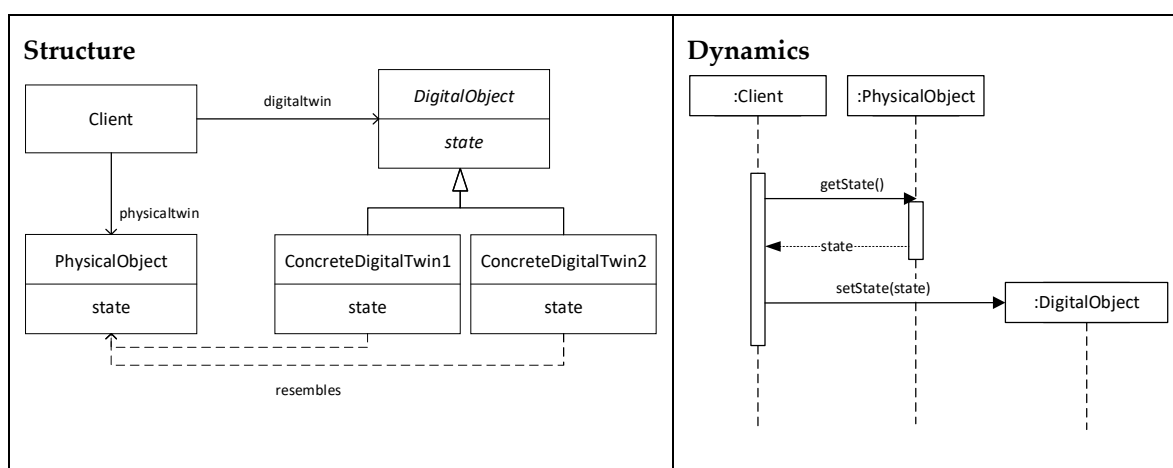 Structure
Client
digitaltwin
DigitalObject
state
physicaltwin
PhysicalObject
state
ConcreteDigitalTwin1
state
ConcreteDigitalTwin2
state
resembles
Dynamics
:Client
:PhysicalObject
getState()
state
setState(state)
:DigitalObject